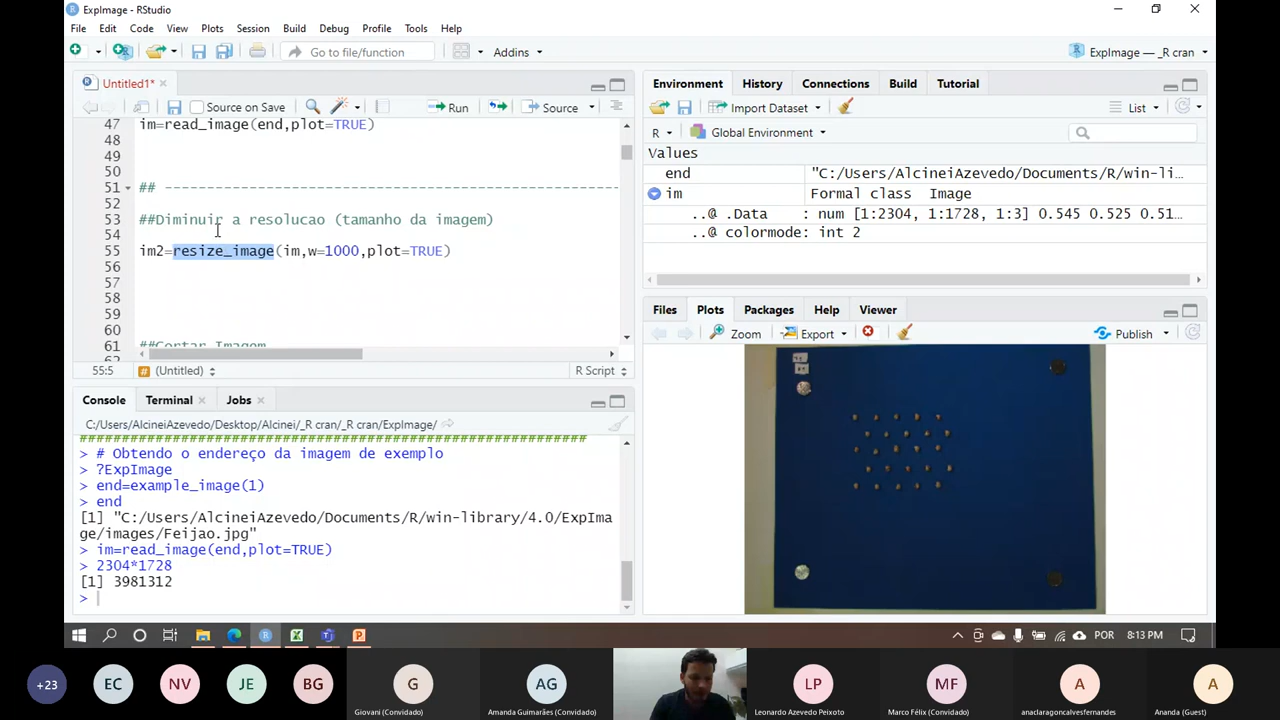 ExpImage - RStudio
File Edit Code View Plots Session Build Debug Profile Tools Help
Go to file/function
Addins
ExpImage — _R cran
Untitled1*
Source on Save
Run
Source
47 im=read_image(end,plot=TRUE)
48
49
50
51 ## ------------------------------------------------------
52
53 ##Diminuir a resolucao (tamanho da imagem)
54
55 im2=resize_image(im,w=1000,plot=TRUE)
56
57
58
59
60
61 ##Cortar Imagem
62
55:5
(Untitled)
R Script
Console Terminal Jobs
C:/Users/AlcineiAzevedo/Desktop/Alcinei/_R cran/_R cran/ExpImage/
############################################################
> # Obtendo o endereço da imagem de exemplo
> ?ExpImage
> end=example_image(1)
> end
[1] "C:/Users/AlcineiAzevedo/Documents/R/win-library/4.0/ExpIma
ge/images/Feijao.jpg"
> im=read_image(end,plot=TRUE)
> 2304*1728
[1] 3981312
>
Environment History Connections Build Tutorial
Import Dataset
List
R
Global Environment
Values
end "C:/Users/AlcineiAzevedo/Documents/R/win-li…
im Formal class Image
..@ .Data : num [1:2304, 1:1728, 1:3] 0.545 0.525 0.51…
..@ colormode: int 2
Files Plots Packages Help Viewer
Zoom
Export
Publish
POR
8:13 PM
+23
EC
NV
JE
BG
G
Giovani (Convidado)
AG
Amanda Guimarães (Convidado)
LP
Leonardo Azevedo Peixoto
MF
Marco Félix (Convidado)
A
anaclaragoncalvesfernandes
A
Ananda (Guest)